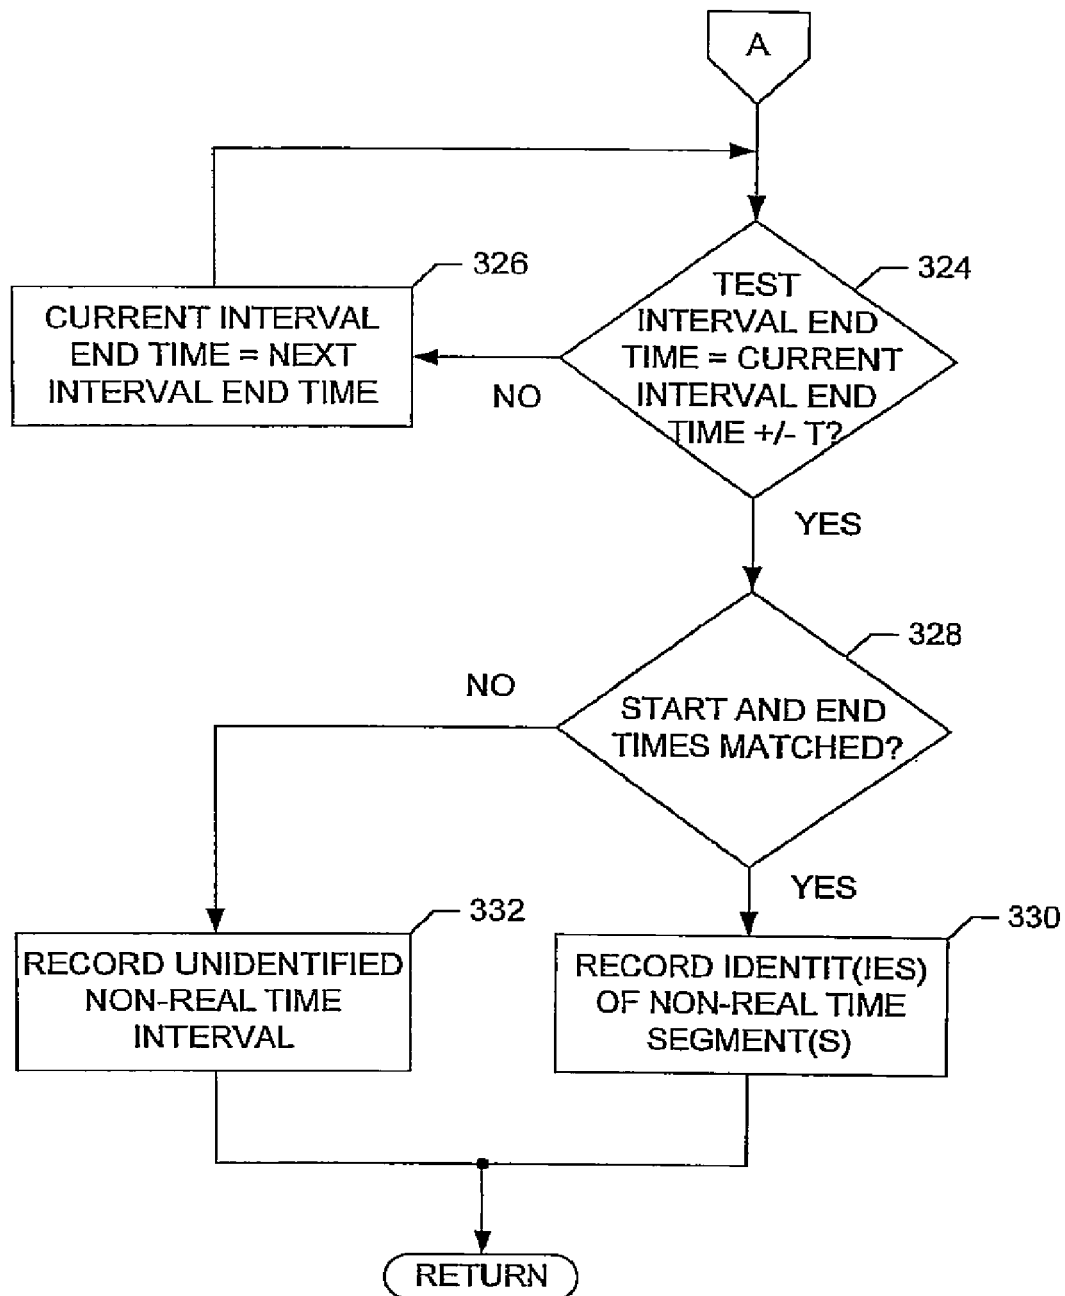 A
326
CURRENT INTERVAL
END TIME = NEXT
INTERVAL END TIME
324
TEST
INTERVAL END
TIME = CURRENT
INTERVAL END
TIME +/- T?
NO
YES
328
START AND END
TIMES MATCHED?
NO
YES
332
RECORD UNIDENTIFIED
NON-REAL TIME
INTERVAL
330
RECORD IDENTIT(IES)
OF NON-REAL TIME
SEGMENT(S)
RETURN